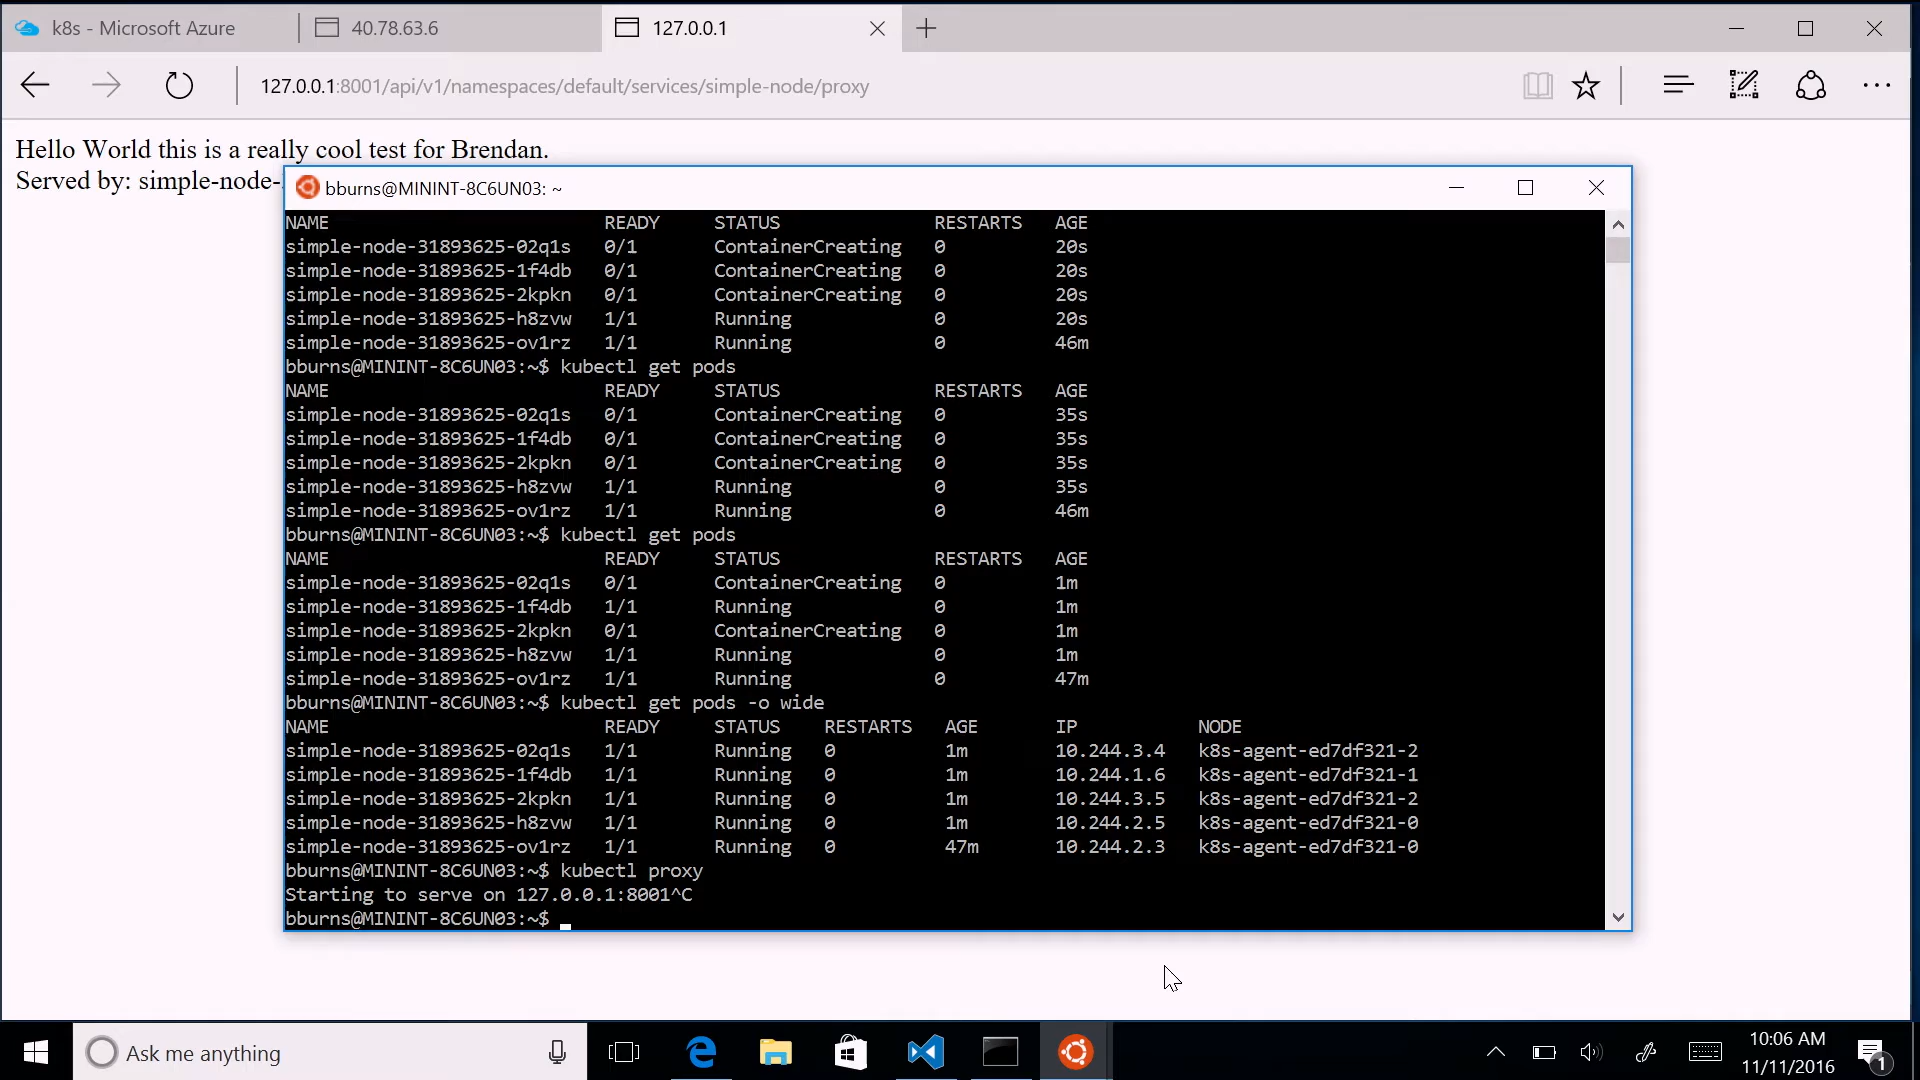 k8s - Microsoft Azure
40.78.63.6
127.0.0.1
127.0.0.1:8001/api/v1/namespaces/default/services/simple-node/proxy
Hello World this is a really cool test for Brendan.
Served by: simple-node-
bburns@MININT-8C6UN03: ~
NAME READY STATUS RESTARTS AGE
simple-node-31893625-02q1s 0/1 ContainerCreating 0 20s
simple-node-31893625-1f4db 0/1 ContainerCreating 0 20s
simple-node-31893625-2kpkn 0/1 ContainerCreating 0 20s
simple-node-31893625-h8zvw 1/1 Running 0 20s
simple-node-31893625-ov1rz 1/1 Running 0 46m
bburns@MININT-8C6UN03:~$ kubectl get pods
NAME READY STATUS RESTARTS AGE
simple-node-31893625-02q1s 0/1 ContainerCreating 0 35s
simple-node-31893625-1f4db 0/1 ContainerCreating 0 35s
simple-node-31893625-2kpkn 0/1 ContainerCreating 0 35s
simple-node-31893625-h8zvw 1/1 Running 0 35s
simple-node-31893625-ov1rz 1/1 Running 0 46m
bburns@MININT-8C6UN03:~$ kubectl get pods
NAME READY STATUS RESTARTS AGE
simple-node-31893625-02q1s 0/1 ContainerCreating 0 1m
simple-node-31893625-1f4db 1/1 Running 0 1m
simple-node-31893625-2kpkn 0/1 ContainerCreating 0 1m
simple-node-31893625-h8zvw 1/1 Running 0 1m
simple-node-31893625-ov1rz 1/1 Running 0 47m
bburns@MININT-8C6UN03:~$ kubectl get pods -o wide
NAME READY STATUS RESTARTS AGE IP NODE
simple-node-31893625-02q1s 1/1 Running 0 1m 10.244.3.4 k8s-agent-ed7df321-2
simple-node-31893625-1f4db 1/1 Running 0 1m 10.244.1.6 k8s-agent-ed7df321-1
simple-node-31893625-2kpkn 1/1 Running 0 1m 10.244.3.5 k8s-agent-ed7df321-2
simple-node-31893625-h8zvw 1/1 Running 0 1m 10.244.2.5 k8s-agent-ed7df321-0
simple-node-31893625-ov1rz 1/1 Running 0 47m 10.244.2.3 k8s-agent-ed7df321-0
bburns@MININT-8C6UN03:~$ kubectl proxy
Starting to serve on 127.0.0.1:8001^C
bburns@MININT-8C6UN03:~$
Ask me anything
10:06 AM
11/11/2016
1